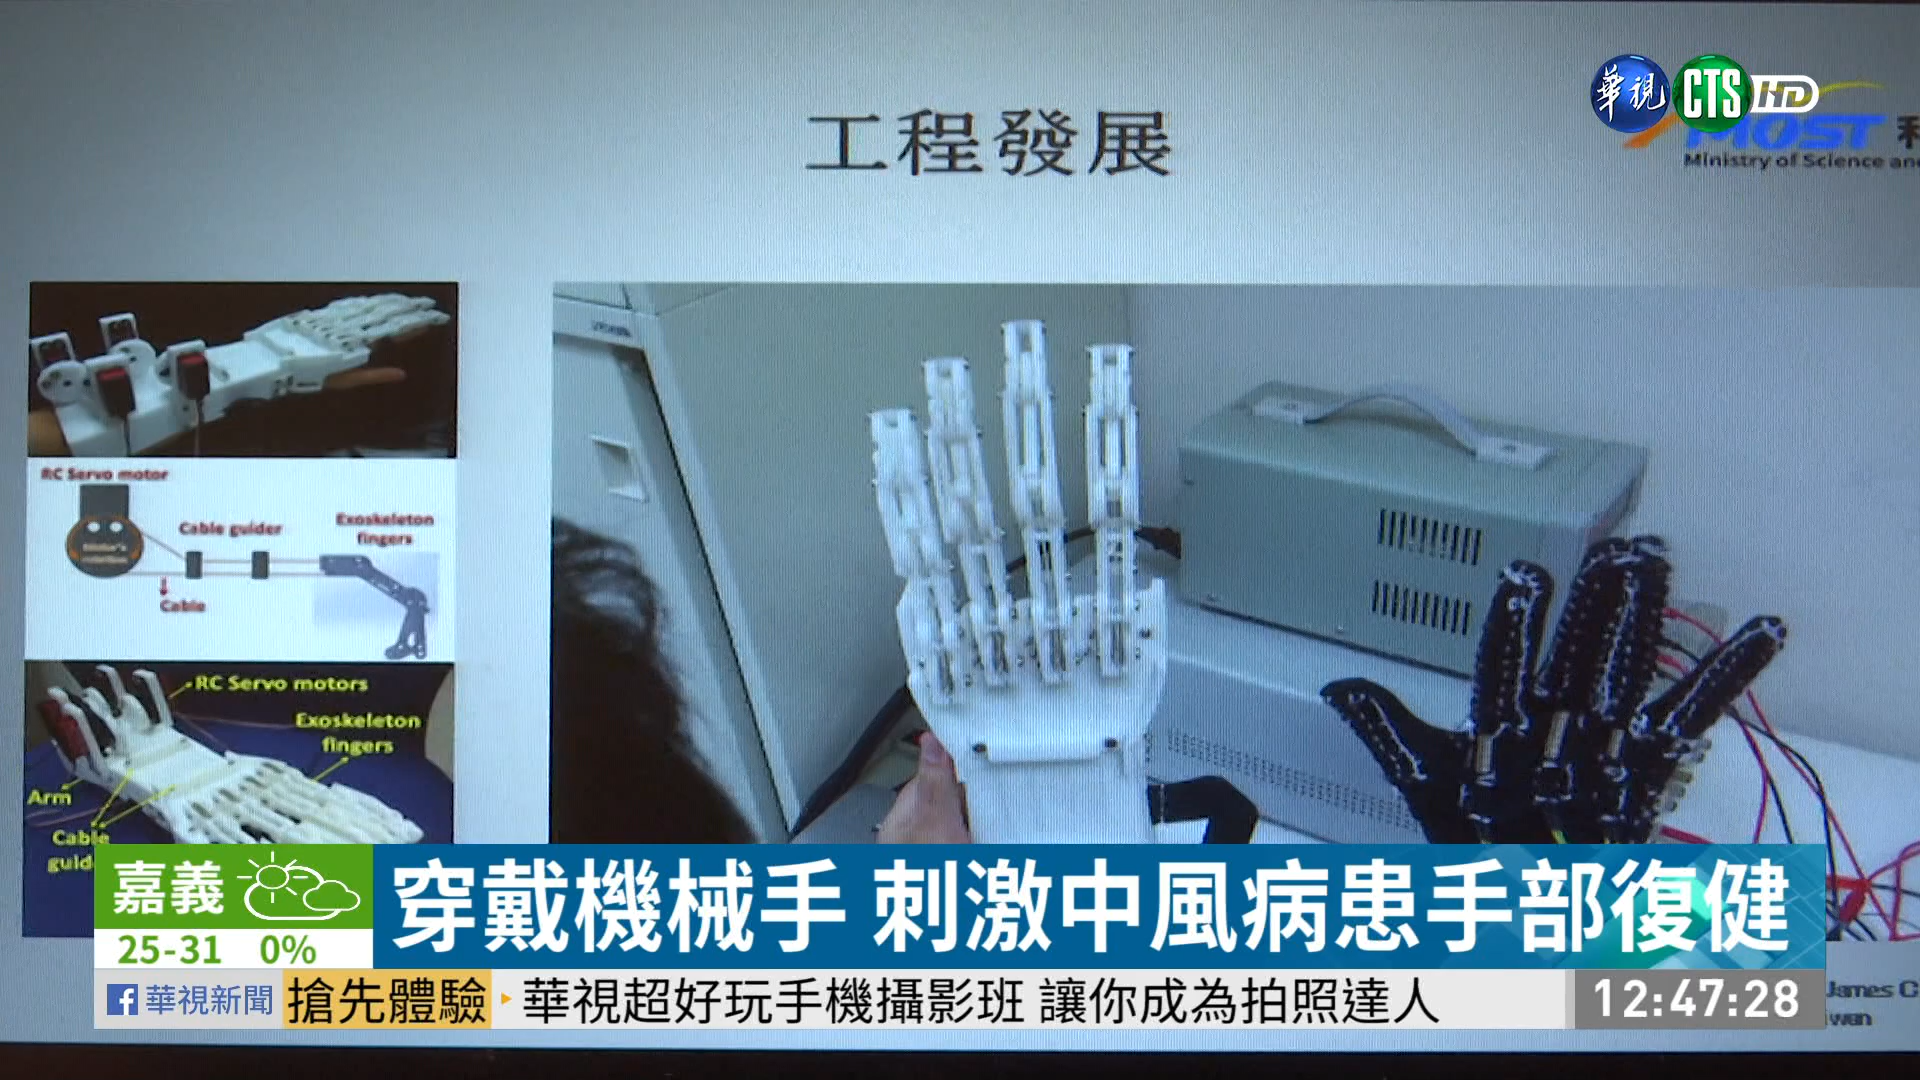 華視 CTS HD
工程發展
MOST 科
Ministry of Science and
RC Servo motor
Cable guider
Exoskeleton
fingers
Cable
RC Servo motors
Exoskeleton
fingers
Arm
Cable
guid
嘉義
25-31 0%
穿戴機械手 刺激中風病患手部復健
華視新聞
搶先體驗
華視超好玩手機攝影班 讓你成為拍照達人
12:47:28
James C